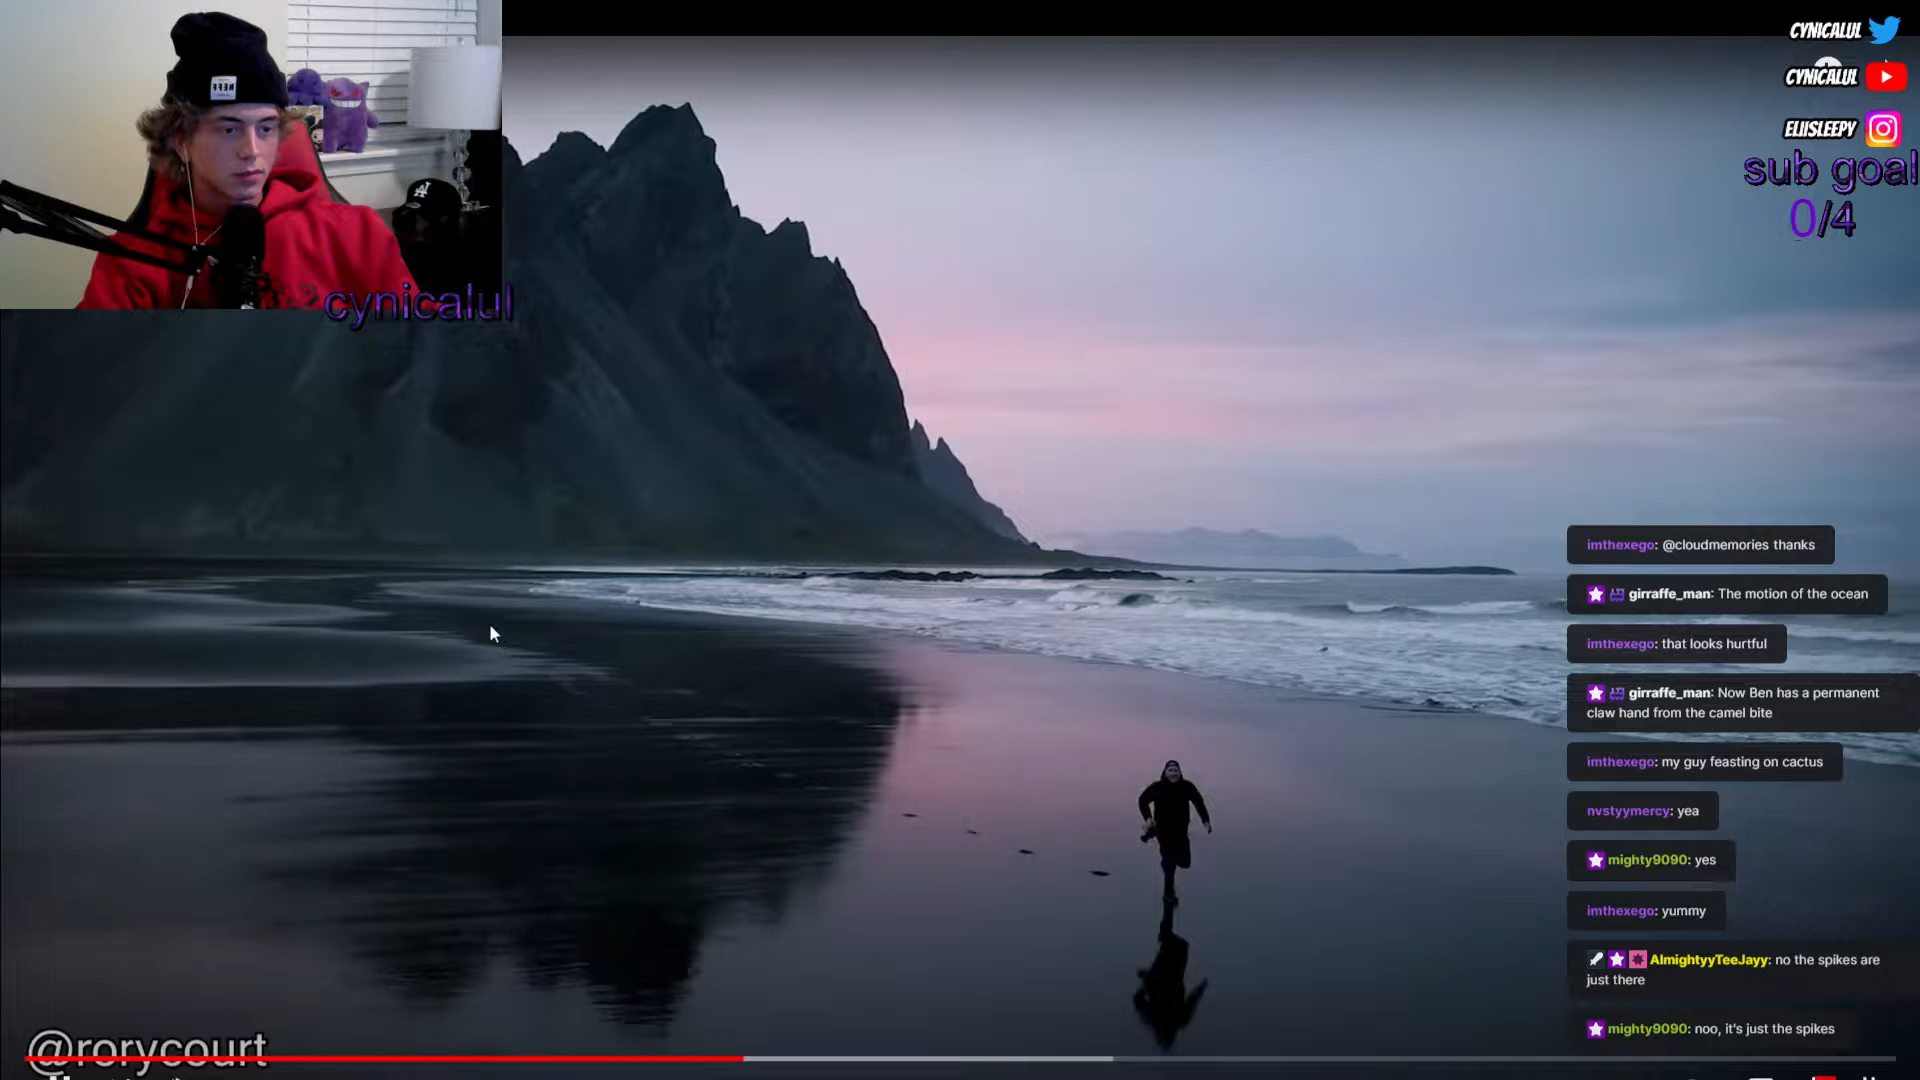 CYNICALUL
CYNICALUL
ELIISLEEPY
sub goal
0/4
NEFF
LA
cynicalul
imthexego: @cloudmemories thanks
girraffe_man: The motion of the ocean
imthexego: that looks hurtful
girraffe_man: Now Ben has a permanent
claw hand from the camel bite
imthexego: my guy feasting on cactus
nvstyymercy: yea
mighty9090: yes
imthexego: yummy
AlmightyyTeeJayy: no the spikes are
just there
mighty9090: noo, it's just the spikes
@rorycourt